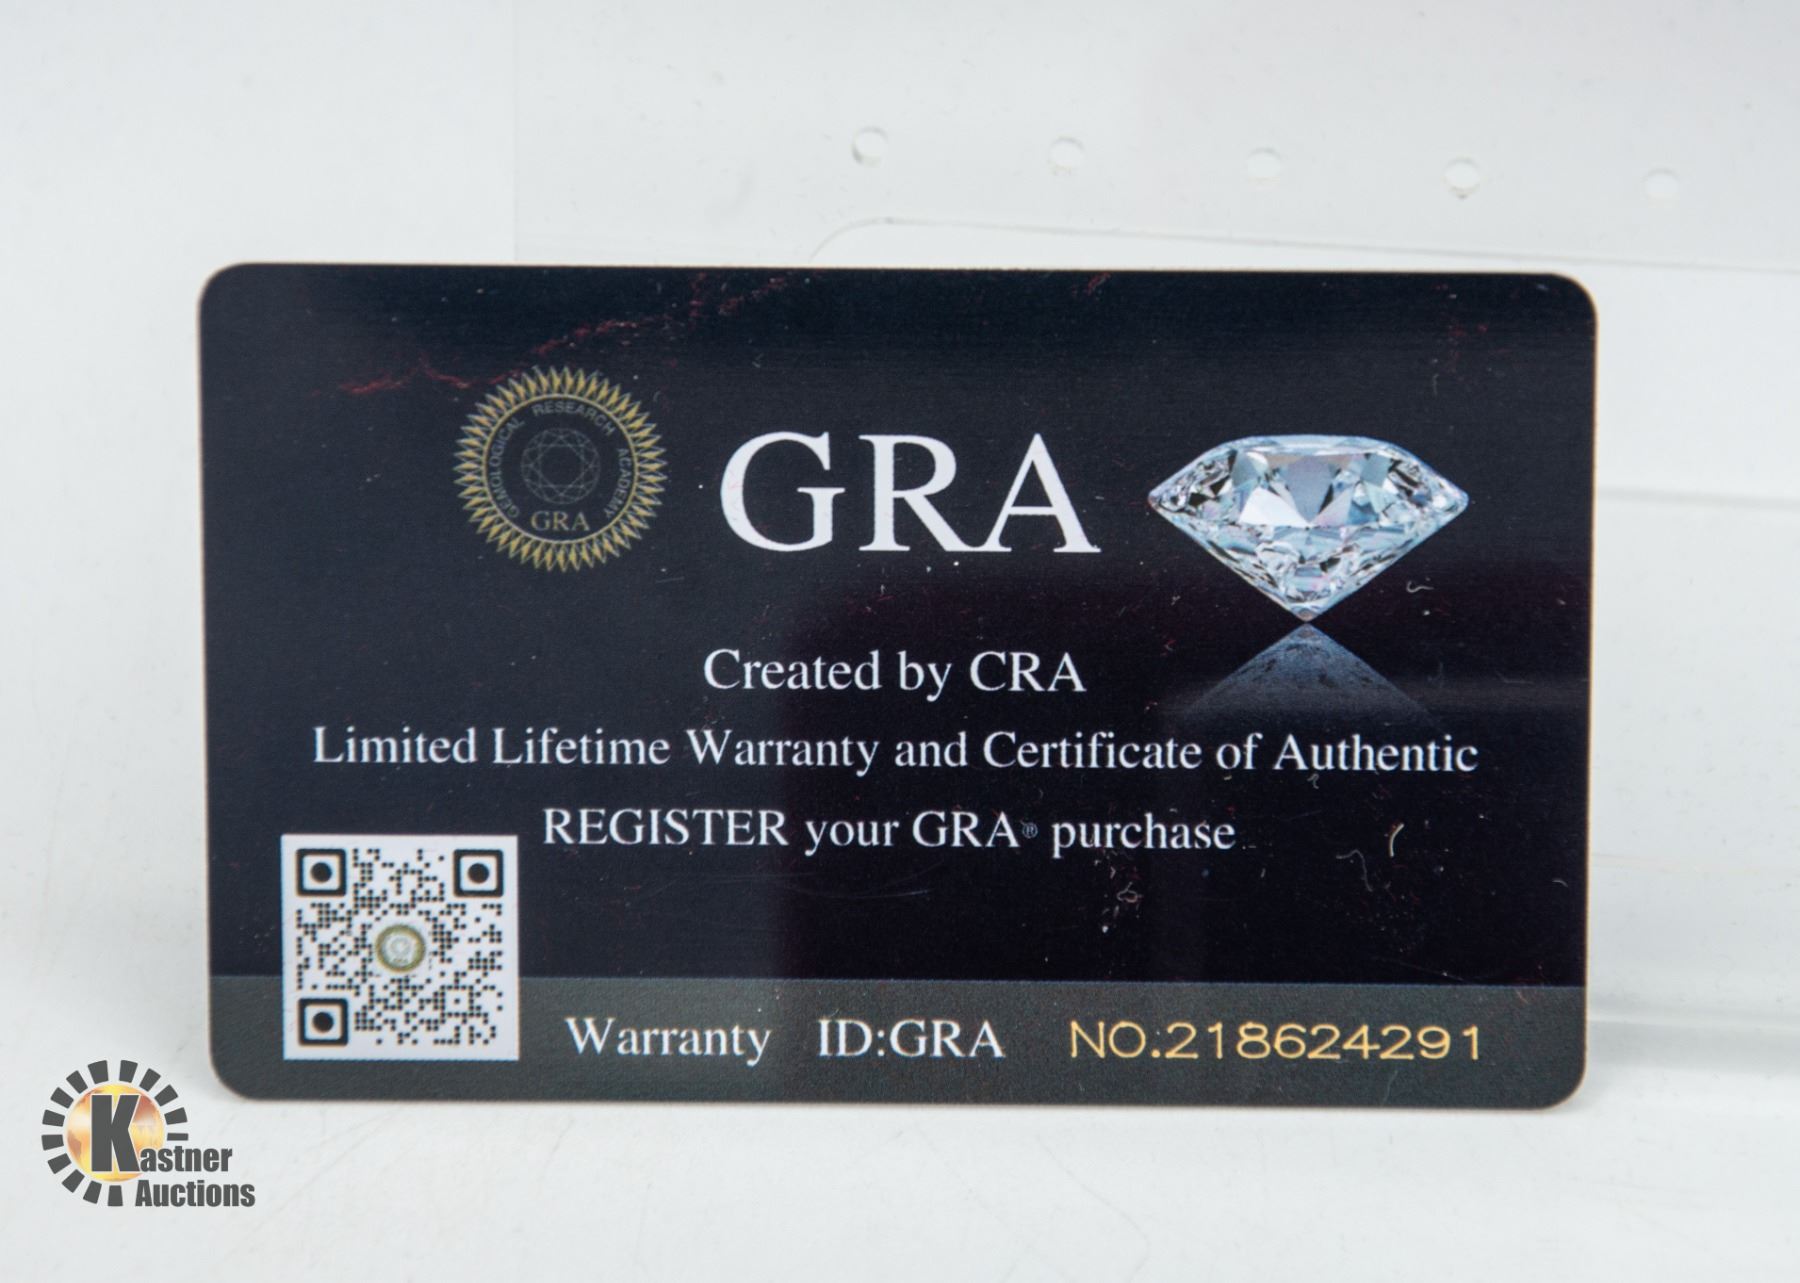 GEMOLOGICAL RESEARCH ACADEMY
GRA
GRA
Created by CRA
Limited Lifetime Warranty and Certificate of Authentic
REGISTER your GRA® purchase
Warranty ID:GRA NO.218624291
Kastner
Auctions